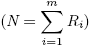 (N = \sum_{i=1}^{m} R_i)